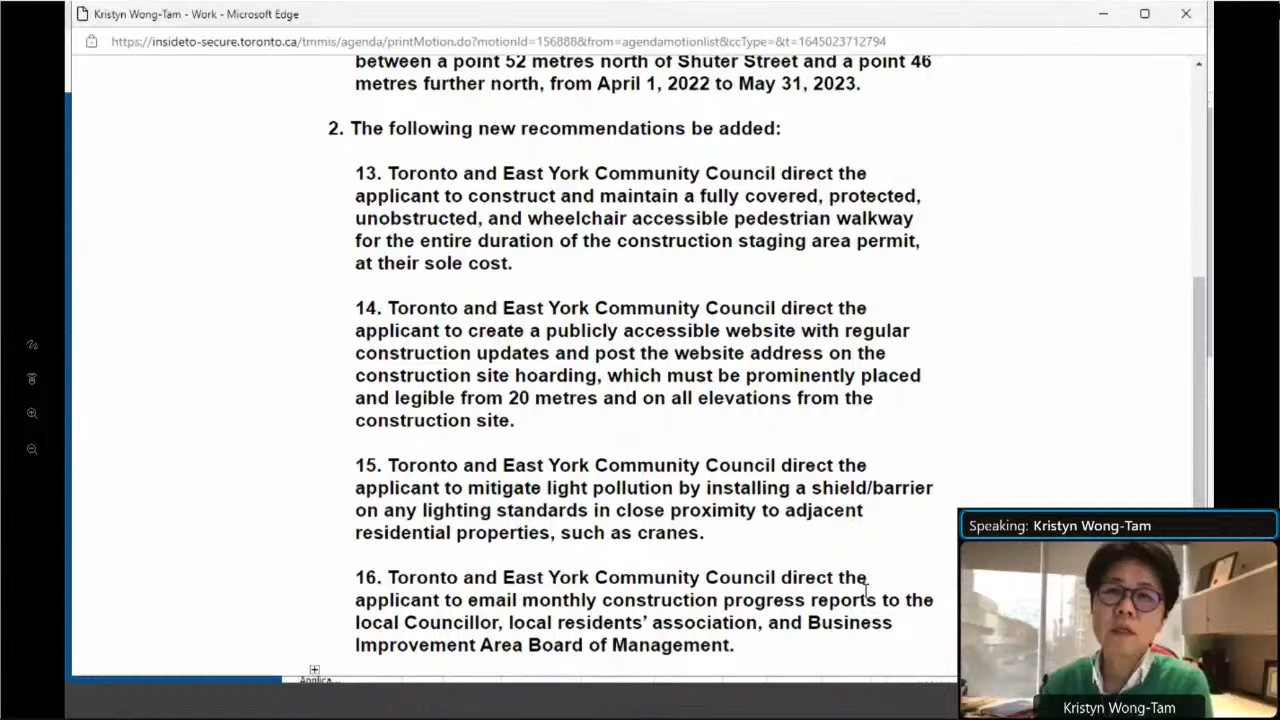 Kristyn Wong-Tam - Work - Microsoft Edge
https://insideto-secure.toronto.ca/tmmis/agenda/printMotion.do?motionId=156888&from=agendamotionlist&ccType=&t=1645023712794
between a point 52 metres north of Shuter Street and a point 46
metres further north, from April 1, 2022 to May 31, 2023.
2. The following new recommendations be added:
13. Toronto and East York Community Council direct the
applicant to construct and maintain a fully covered, protected,
unobstructed, and wheelchair accessible pedestrian walkway
for the entire duration of the construction staging area permit,
at their sole cost.
14. Toronto and East York Community Council direct the
applicant to create a publicly accessible website with regular
construction updates and post the website address on the
construction site hoarding, which must be prominently placed
and legible from 20 metres and on all elevations from the
construction site.
15. Toronto and East York Community Council direct the
applicant to mitigate light pollution by installing a shield/barrier
on any lighting standards in close proximity to adjacent
residential properties, such as cranes.
16. Toronto and East York Community Council direct the
applicant to email monthly construction progress reports to the
local Councillor, local residents' association, and Business
Improvement Area Board of Management.
Applica...
Speaking: Kristyn Wong-Tam
Kristyn Wong-Tam